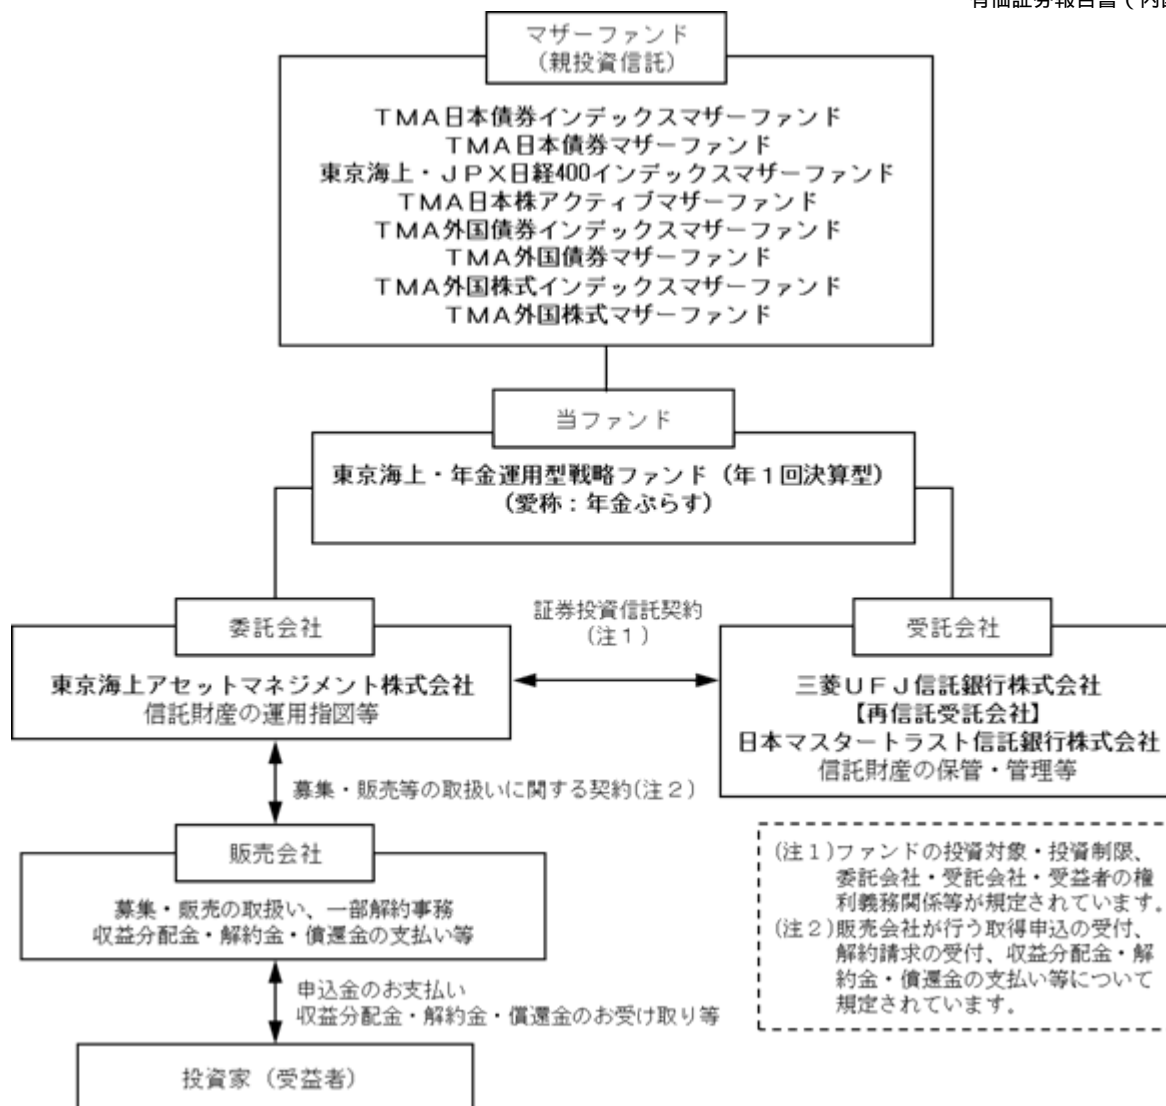 有価証券報告書（内
マザーファンド
（親投資信託）
ＴＭＡ日本債券インデックスマザーファンド
ＴＭＡ日本債券マザーファンド
東京海上・ＪＰＸ日経400インデックスマザーファンド
ＴＭＡ日本株アクティブマザーファンド
ＴＭＡ外国債券インデックスマザーファンド
ＴＭＡ外国債券マザーファンド
ＴＭＡ外国株式インデックスマザーファンド
ＴＭＡ外国株式マザーファンド
当ファンド
東京海上・年金運用型戦略ファンド（年１回決算型）
（愛称：年金ぷらす）
委託会社
東京海上アセットマネジメント株式会社
信託財産の運用指図等
証券投資信託契約
（注１）
受託会社
三菱ＵＦＪ信託銀行株式会社
【再信託受託会社】
日本マスタートラスト信託銀行株式会社
信託財産の保管・管理等
募集・販売等の取扱いに関する契約(注２)
販売会社
募集・販売の取扱い、一部解約事務
収益分配金・解約金・償還金の支払い等
申込金のお支払い
収益分配金・解約金・償還金のお受け取り等
投資家（受益者）
(注１)ファンドの投資対象・投資制限、
委託会社・受託会社・受益者の権
利義務関係等が規定されています。
(注２)販売会社が行う取得申込の受付、
解約請求の受付、収益分配金・解
約金・償還金の支払い等について
規定されています。